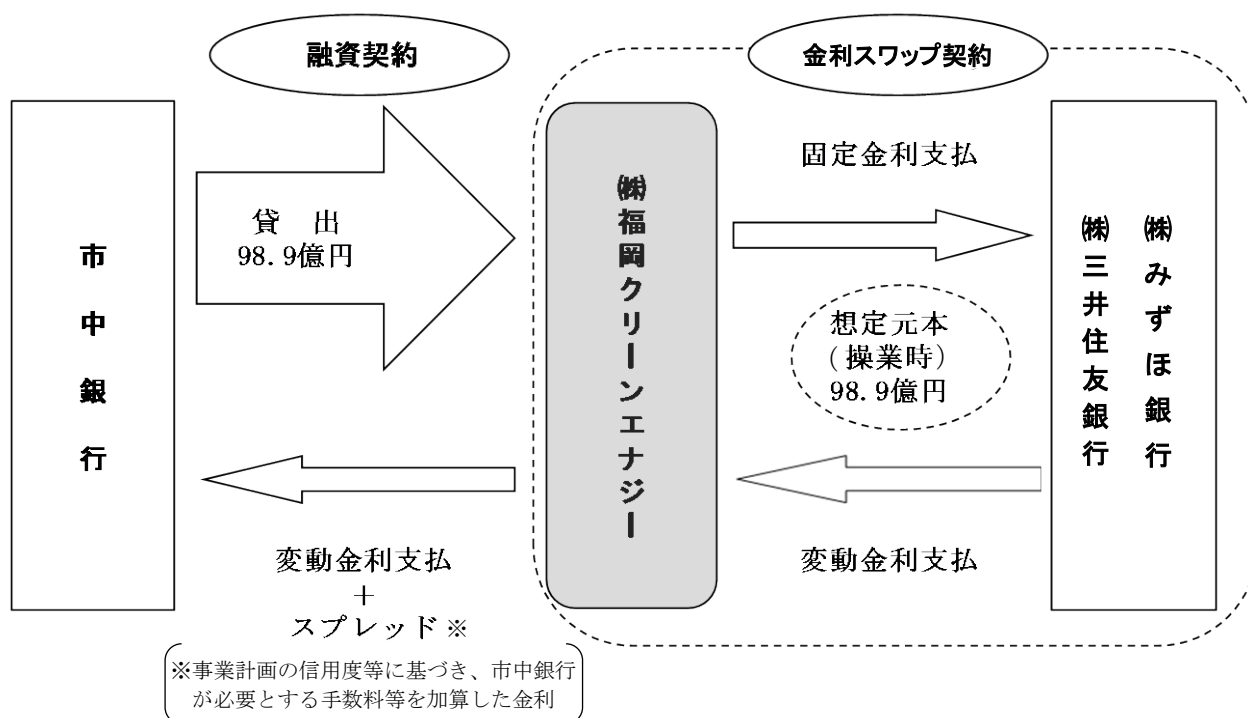 融資契約
金利スワップ契約
市中銀行
貸　出
98.9億円
変動金利支払
＋
スプレッド※
※事業計画の信用度等に基づき、市中銀行
が必要とする手数料等を加算した金利
㈱福岡クリーンエナジー
固定金利支払
想定元本
(操業時)
98.9億円
変動金利支払
㈱みずほ銀行
㈱三井住友銀行